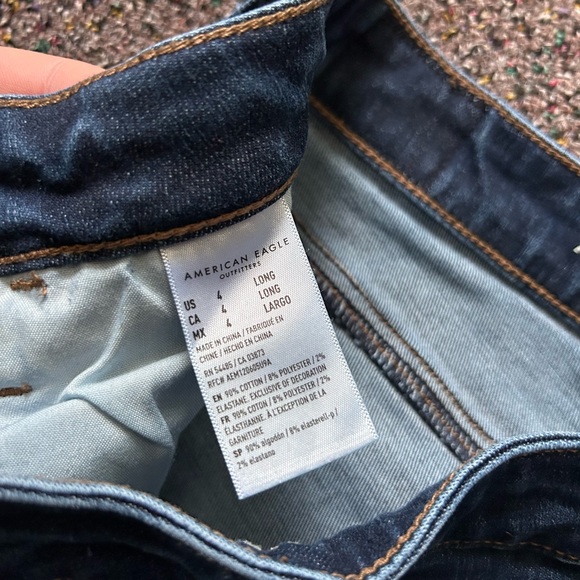 AMERICAN EAGLE
OUTFITTERS
US 4 LONG
CA 4 LONG
MX 4 LARGO
MADE IN CHINA / FABRIQUÉ EN
CHINE / HECHO EN CHINA
RN 54485 / CA 03873
RFC# AEMT20605U9A
EN 90% COTTON / 8% POLYESTER / 2%
ELASTANE. EXCLUSIVE OF DECORATION
FR 90% COTON / 8% POLYESTER / 2%
ÉLASTHANNE. À L'EXCEPTION DE LA
GARNITURE
SP 90% algodón / 8% elasterell-p /
2% elastano